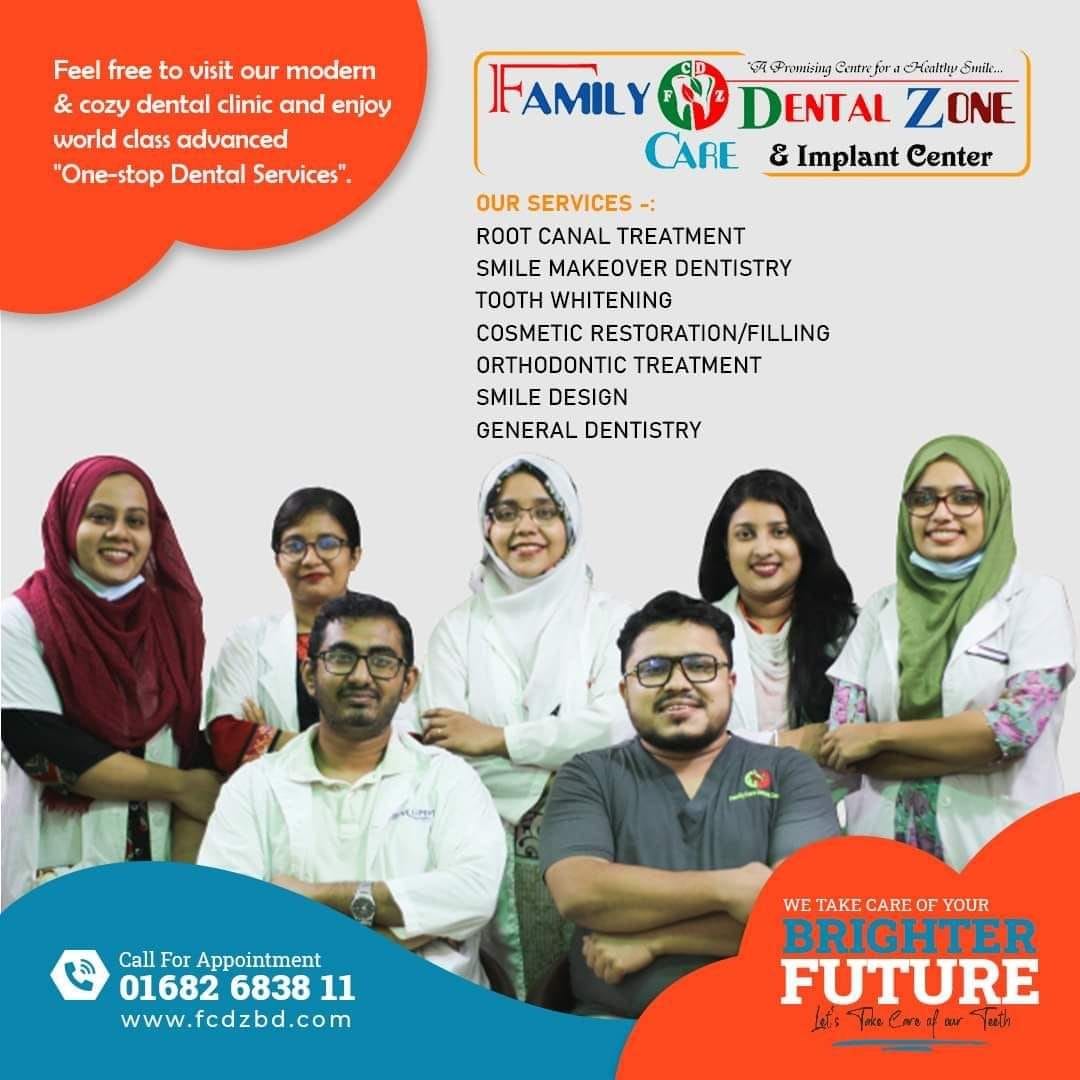 Feel free to visit our modern
& cozy dental clinic and enjoy
world class advanced
"One-stop Dental Services".
"A Promising Centre for a Healthy Smile...
FAMILY FCDZ DENTAL ZONE
CARE & Implant Center
OUR SERVICES -:
ROOT CANAL TREATMENT
SMILE MAKEOVER DENTISTRY
TOOTH WHITENING
COSMETIC RESTORATION/FILLING
ORTHODONTIC TREATMENT
SMILE DESIGN
GENERAL DENTISTRY
Call For Appointment
01682 6838 11
www.fcdzbd.com
WE TAKE CARE OF YOUR
BRIGHTER
FUTURE
Let's Take Care of our Teeth